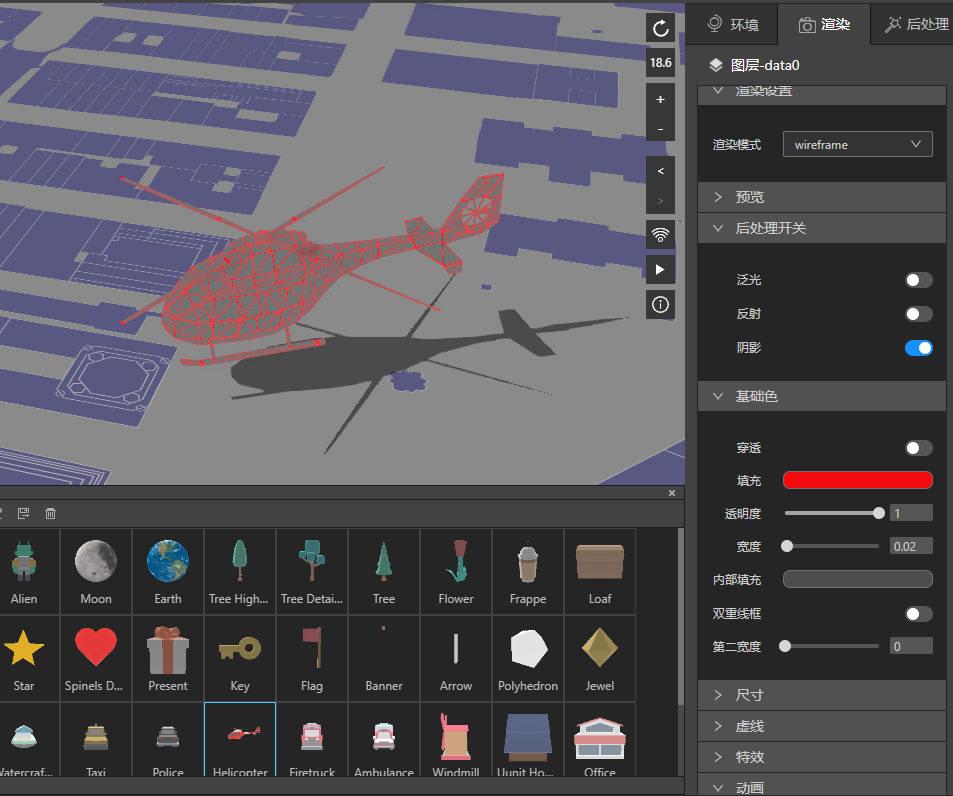 环境
渲染
后处理
图层-data0
渲染设置
渲染模式
wireframe
预览
后处理开关
泛光
反射
阴影
基础色
穿透
填充
透明度
1
宽度
0.02
内部填充
双重线框
第二宽度
0
尺寸
虚线
特效
动画
18.6
+
-
<
>
×
Alien
Moon
Earth
Tree High...
Tree Detai...
Tree
Flower
Frappe
Loaf
Star
Spinels D...
Present
Key
Flag
Banner
Arrow
Polyhedron
Jewel
Watercraf...
Taxi
Police
Helicopter
Firetruck
Ambulance
Windmill
Uunit Ho...
Office